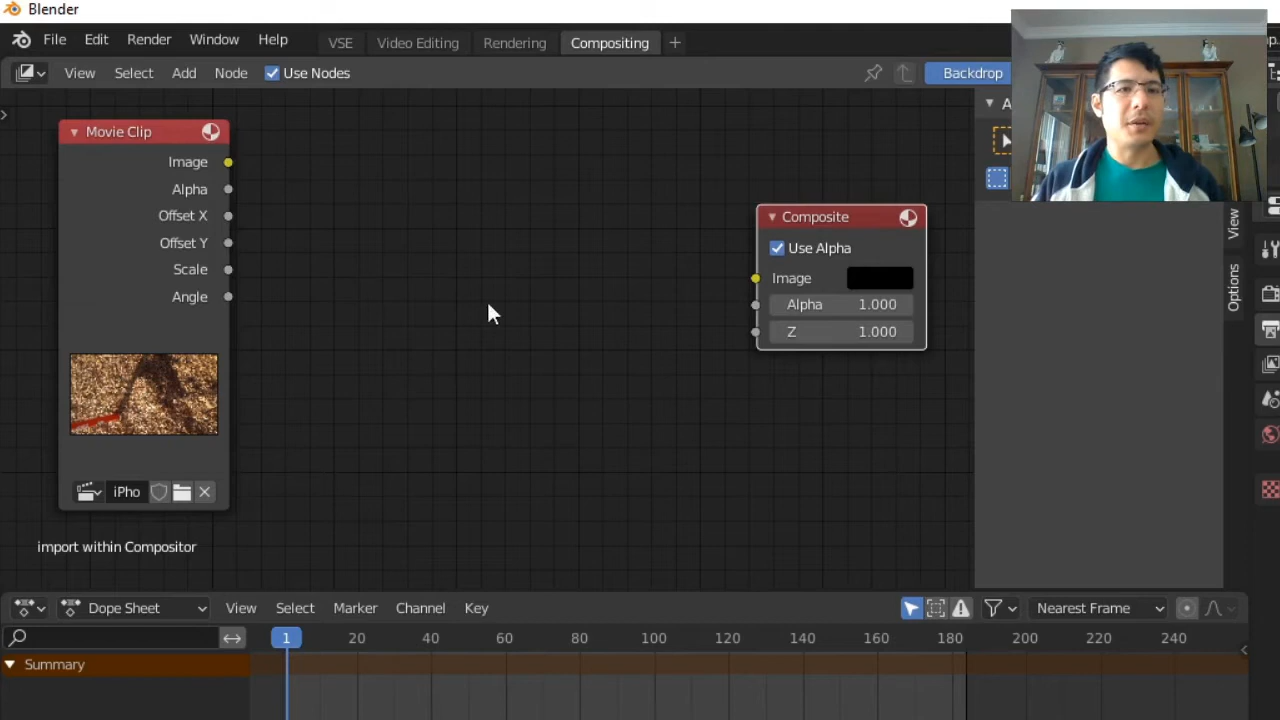 Blender
File Edit Render Window Help VSE Video Editing Rendering Compositing +
View Select Add Node Use Nodes Backdrop
Movie Clip
Image
Alpha
Offset X
Offset Y
Scale
Angle
iPho
import within Compositor
Composite
Use Alpha
Image
Alpha 1.000
Z 1.000
View
Options
Dope Sheet View Select Marker Channel Key Nearest Frame
1 20 40 60 80 100 120 140 160 180 200 220 240
Summary